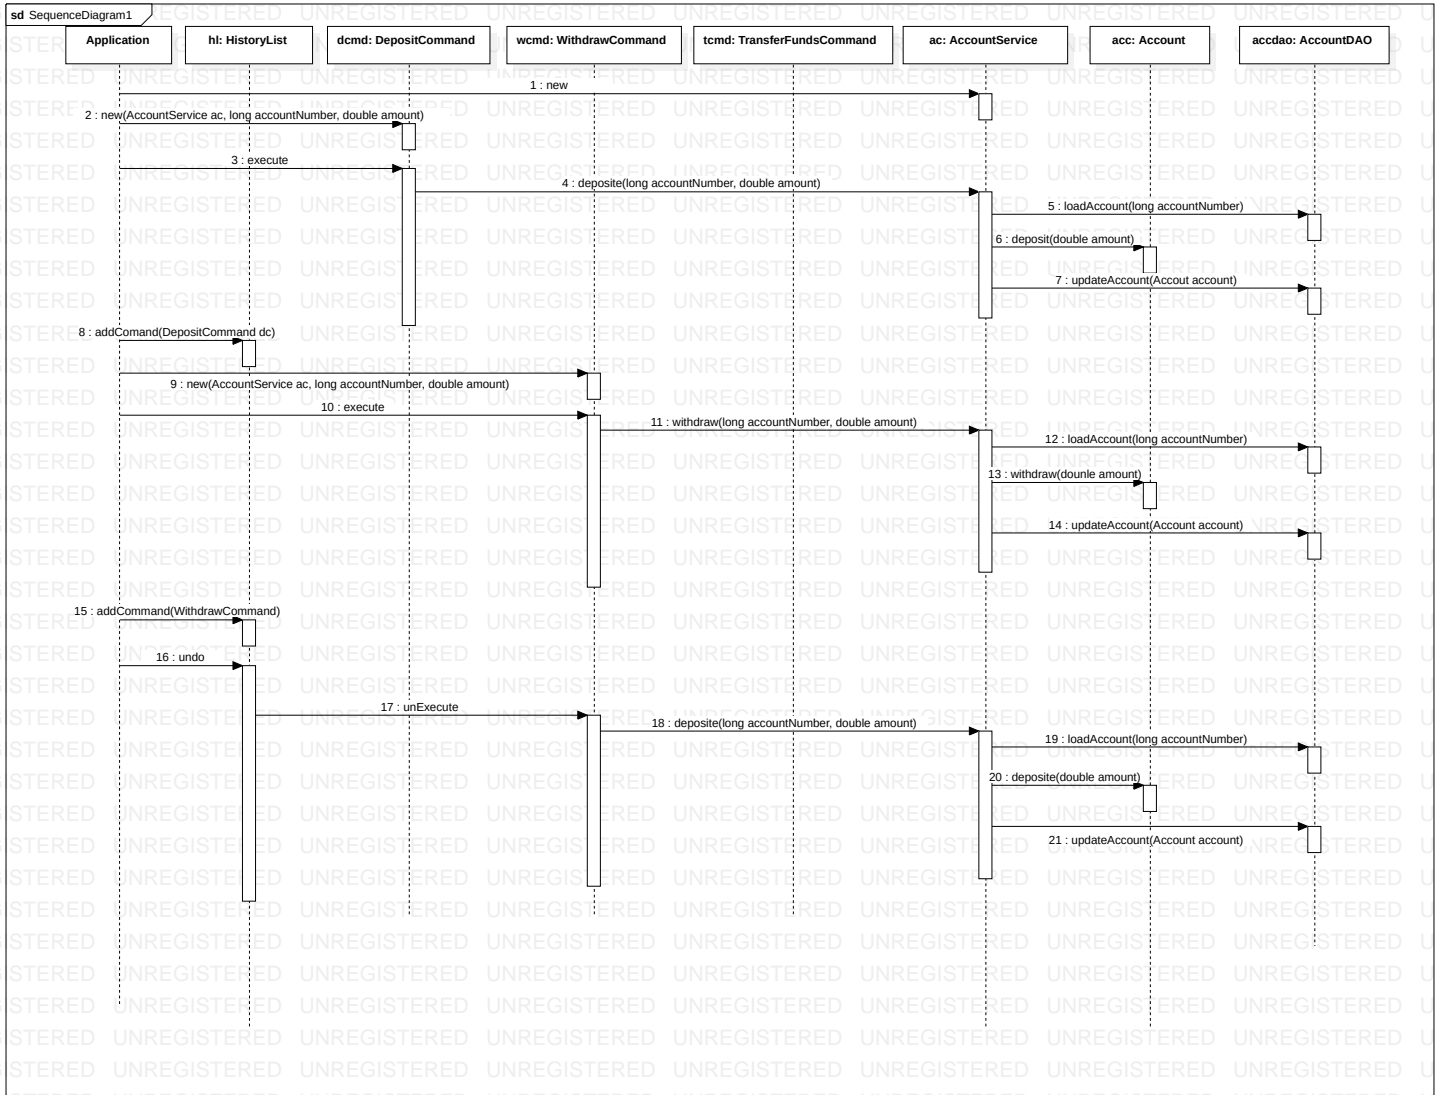 sd SequenceDiagram1
Application
hl: HistoryList
dcmd: DepositCommand
wcmd: WithdrawCommand
tcmd: TransferFundsCommand
ac: AccountService
acc: Account
accdao: AccountDAO
1 : new
2 : new(AccountService ac, long accountNumber, double amount)
3 : execute
4 : deposite(long accountNumber, double amount)
5 : loadAccount(long accountNumber)
6 : deposit(double amount)
7 : updateAccount(Accout account)
8 : addComand(DepositCommand dc)
9 : new(AccountService ac, long accountNumber, double amount)
10 : execute
11 : withdraw(long accountNumber, double amount)
12 : loadAccount(long accountNumber)
13 : withdraw(dounle amount)
14 : updateAccount(Account account)
15 : addCommand(WithdrawCommand)
16 : undo
17 : unExecute
18 : deposite(long accountNumber, double amount)
19 : loadAccount(long accountNumber)
20 : deposite(double amount)
21 : updateAccount(Account account)
UNREGISTERED